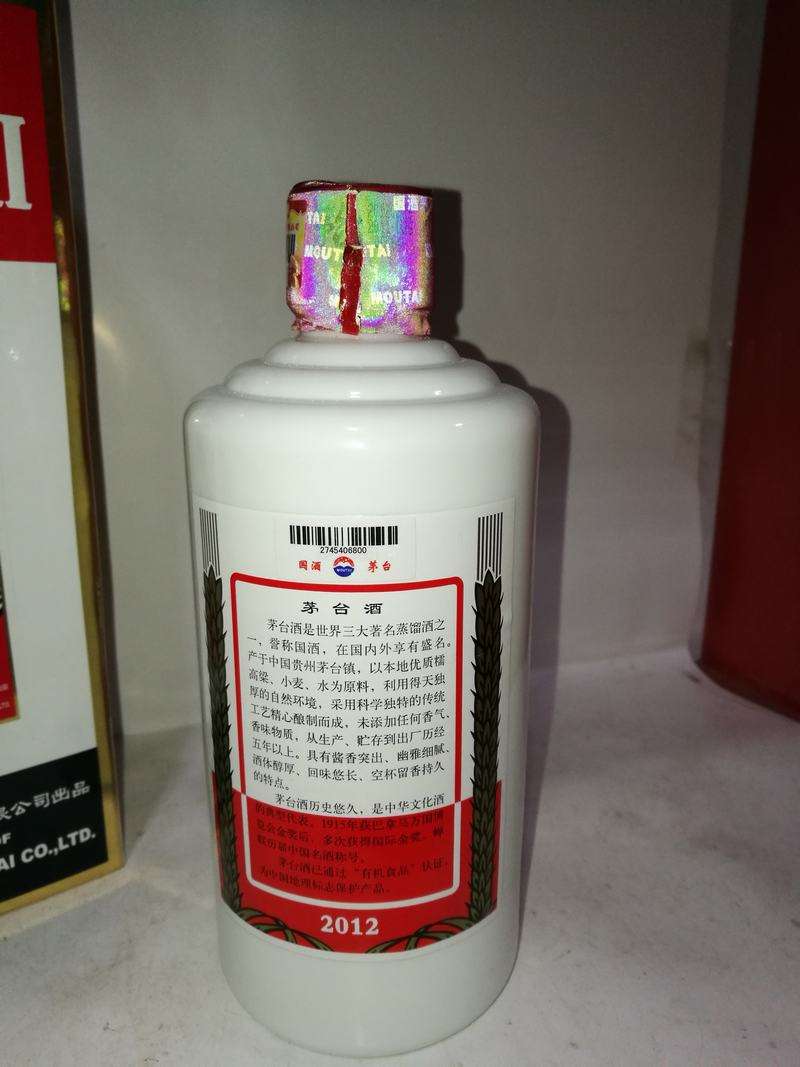 TAI
国酒
MOUTAI
MOUTAI
2745406800
国酒 MOUTAI 茅台
茅台酒
茅台酒是世界三大著名蒸馏酒之
一，誉称国酒，在国内外享有盛名。
产于中国贵州茅台镇，以本地优质糯
高粱、小麦、水为原料，利用得天独
厚的自然环境，采用科学独特的传统
工艺精心酿制而成，未添加任何香气、
香味物质，从生产、贮存到出厂历经
五年以上。具有酱香突出、幽雅细腻、
酒体醇厚、回味悠长、空杯留香持久
的特点。
茅台酒历史悠久，是中华文化酒
的典型代表。1915年获巴拿马万国博
览会金奖后，多次获得国际金奖，蝉
联历届中国名酒称号。
茅台酒已通过“有机食品”认证，
为中国地理标志保护产品。
2012
限公司出品
OF
AI CO.,LTD.